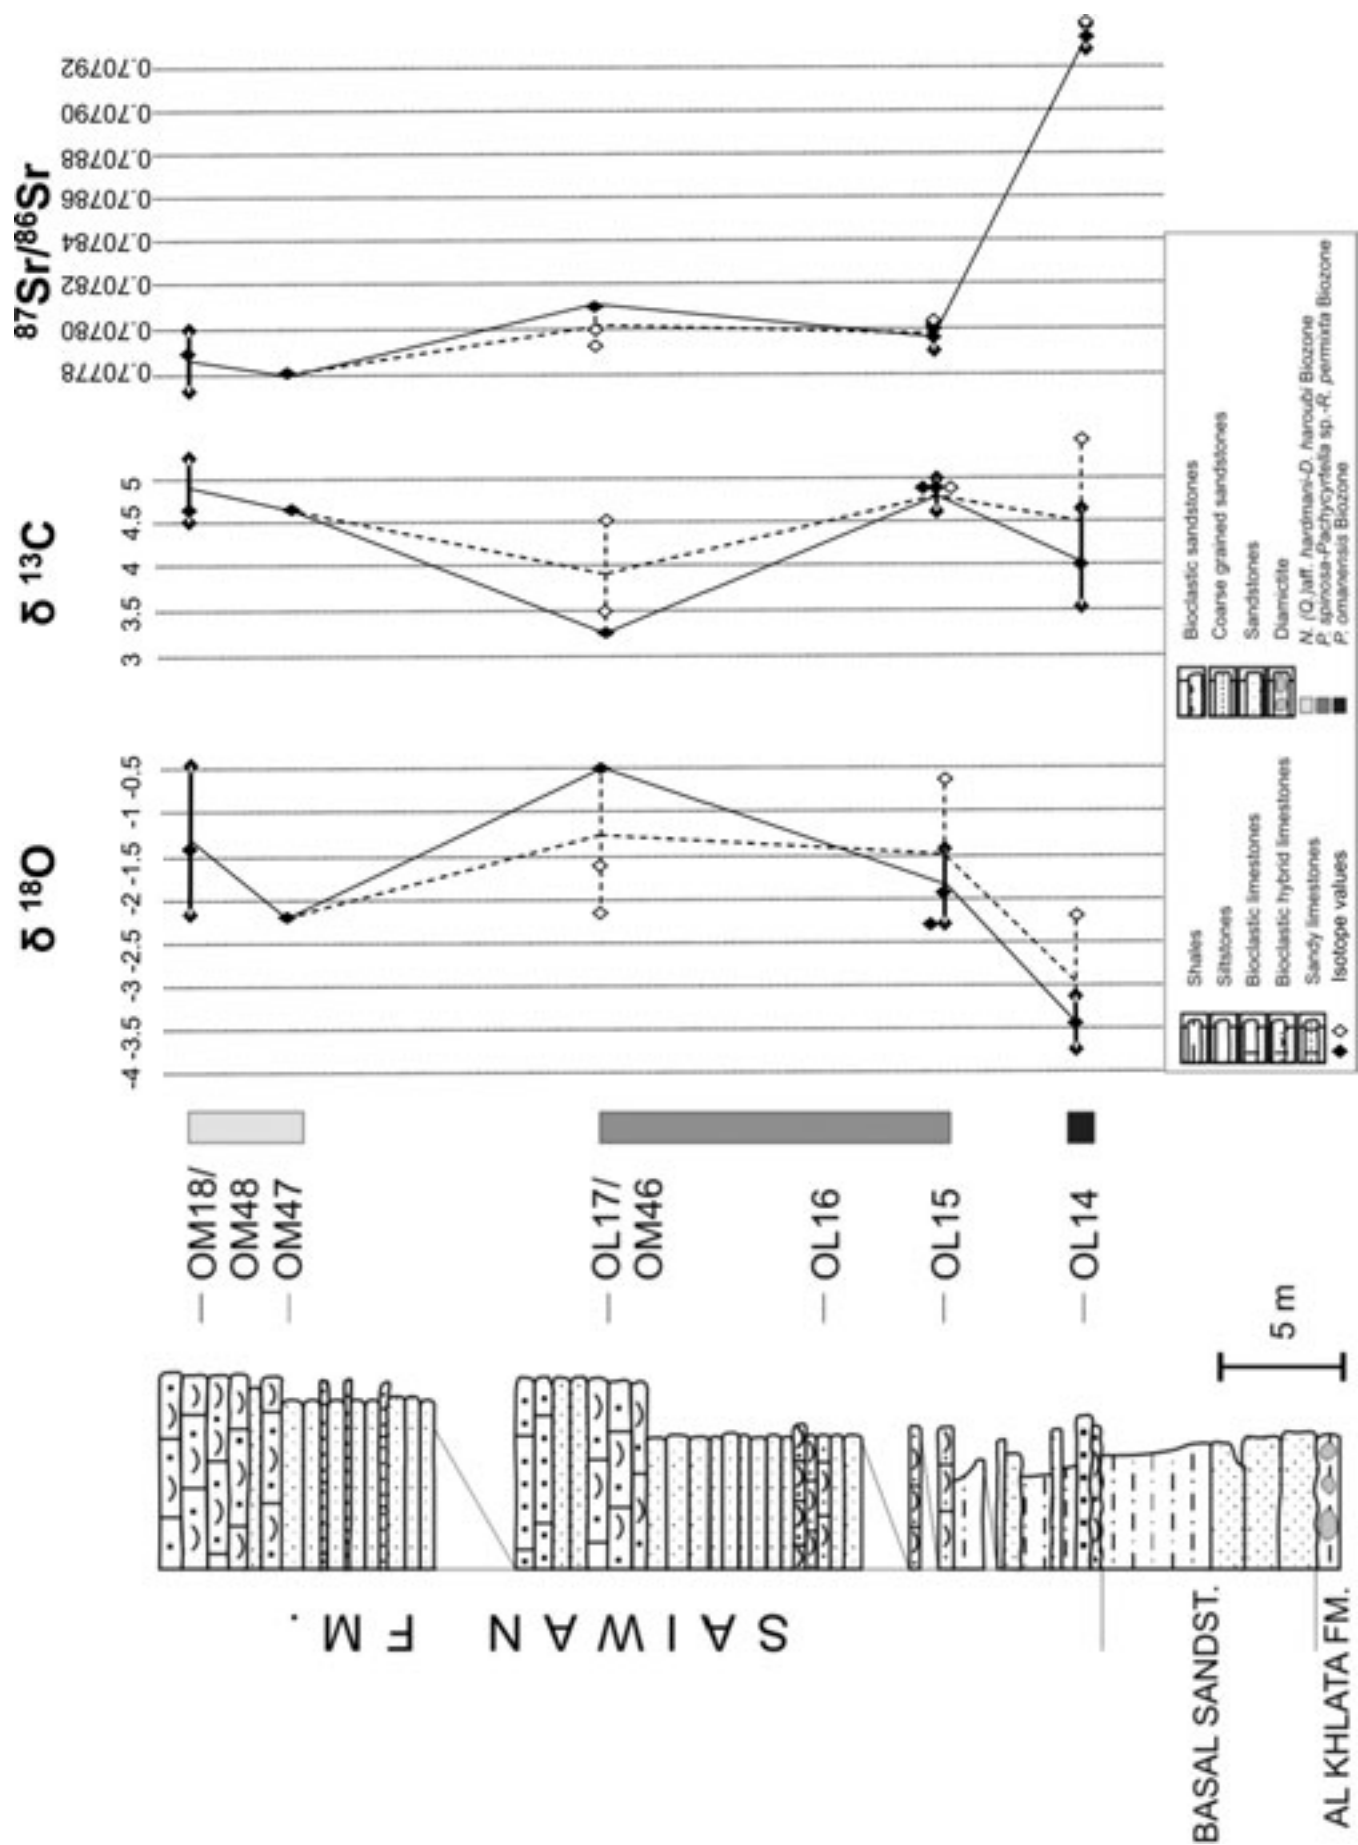 87Sr/86Sr
0.70792
0.70790
0.70788
0.70786
0.70784
0.70782
0.70780
0.70778
δ 13C
5
4.5
4
3.5
3
δ 18O
-0.5
-1
-1.5
-2
-2.5
-3
-3.5
-4
OM18/
OM48
OM47
OL17/
OM46
OL16
OL15
OL14
5 m
SAIWAN FM.
BASAL SANDST.
AL KHLATA FM.
Shales
Siltstones
Bioclastic limestones
Bioclastic hybrid limestones
Sandy limestones
Isotope values
Bioclastic sandstones
Coarse grained sandstones
Sandstones
Diamictite
N. (Q.)aff. hardmani-D. haroubi Biozone
P. spinosa-Pachycyrtella sp.-R. permixta Biozone
P. omanensis Biozone